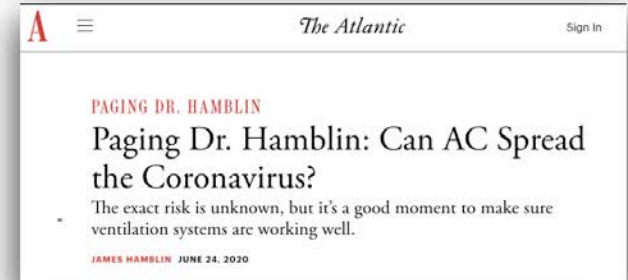 A The Atlantic Sign In
PAGING DR. HAMBLIN
Paging Dr. Hamblin: Can AC Spread
the Coronavirus?
The exact risk is unknown, but it's a good moment to make sure
ventilation systems are working well.
JAMES HAMBLIN JUNE 24, 2020